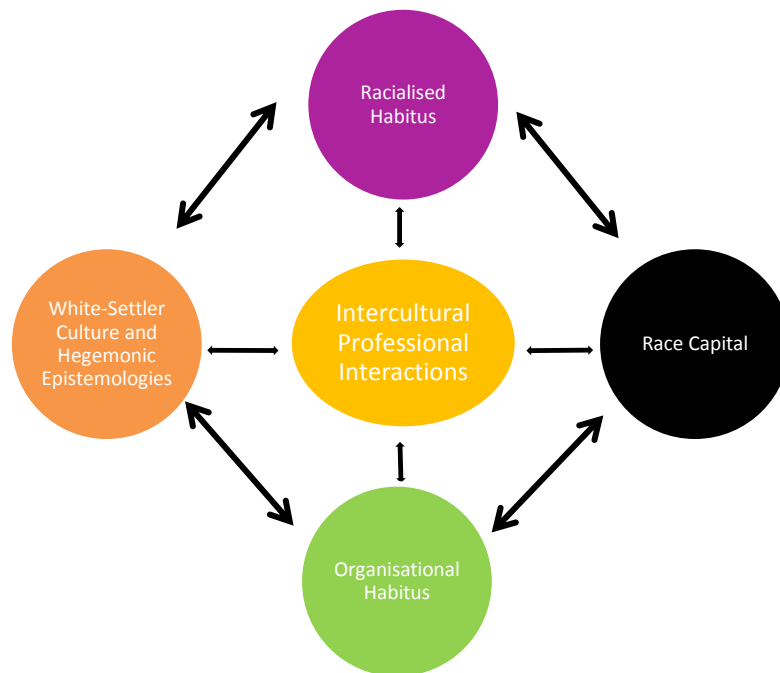 Racialised
Habitus
White-Settler
Culture and
Hegemonic
Epistemologies
Intercultural
Professional
Interactions
Race Capital
Organisational
Habitus